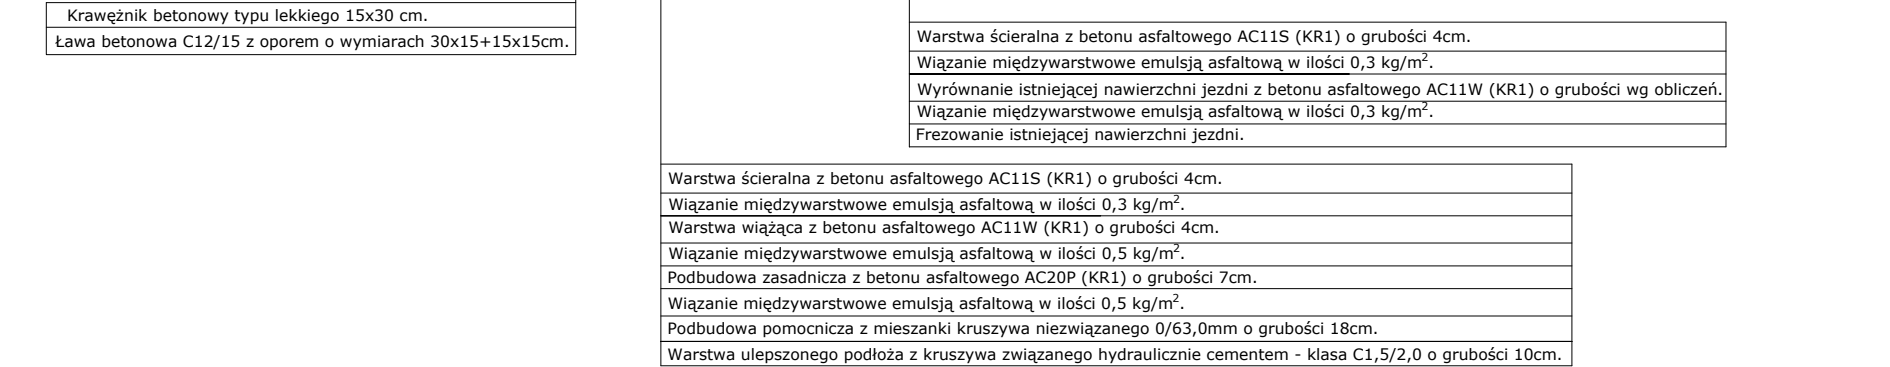 Krawężnik betonowy typu lekkiego 15x30 cm.
Ława betonowa C12/15 z oporem o wymiarach 30x15+15x15cm.
Warstwa ścieralna z betonu asfaltowego AC11S (KR1) o grubości 4cm.
Wiązanie międzywarstwowe emulsją asfaltową w ilości 0,3 kg/m².
Wyrównanie istniejącej nawierzchni jezdni z betonu asfaltowego AC11W (KR1) o grubości wg obliczeń.
Wiązanie międzywarstwowe emulsją asfaltową w ilości 0,3 kg/m².
Frezowanie istniejącej nawierzchni jezdni.
Warstwa ścieralna z betonu asfaltowego AC11S (KR1) o grubości 4cm.
Wiązanie międzywarstwowe emulsją asfaltową w ilości 0,3 kg/m².
Warstwa wiążąca z betonu asfaltowego AC11W (KR1) o grubości 4cm.
Wiązanie międzywarstwowe emulsją asfaltową w ilości 0,5 kg/m².
Podbudowa zasadnicza z betonu asfaltowego AC20P (KR1) o grubości 7cm.
Wiązanie międzywarstwowe emulsją asfaltową w ilości 0,5 kg/m².
Podbudowa pomocnicza z mieszanki kruszywa niezwiązanego 0/63,0mm o grubości 18cm.
Warstwa ulepszonego podłoża z kruszywa związanego hydraulicznie cementem - klasa C1,5/2,0 o grubości 10cm.